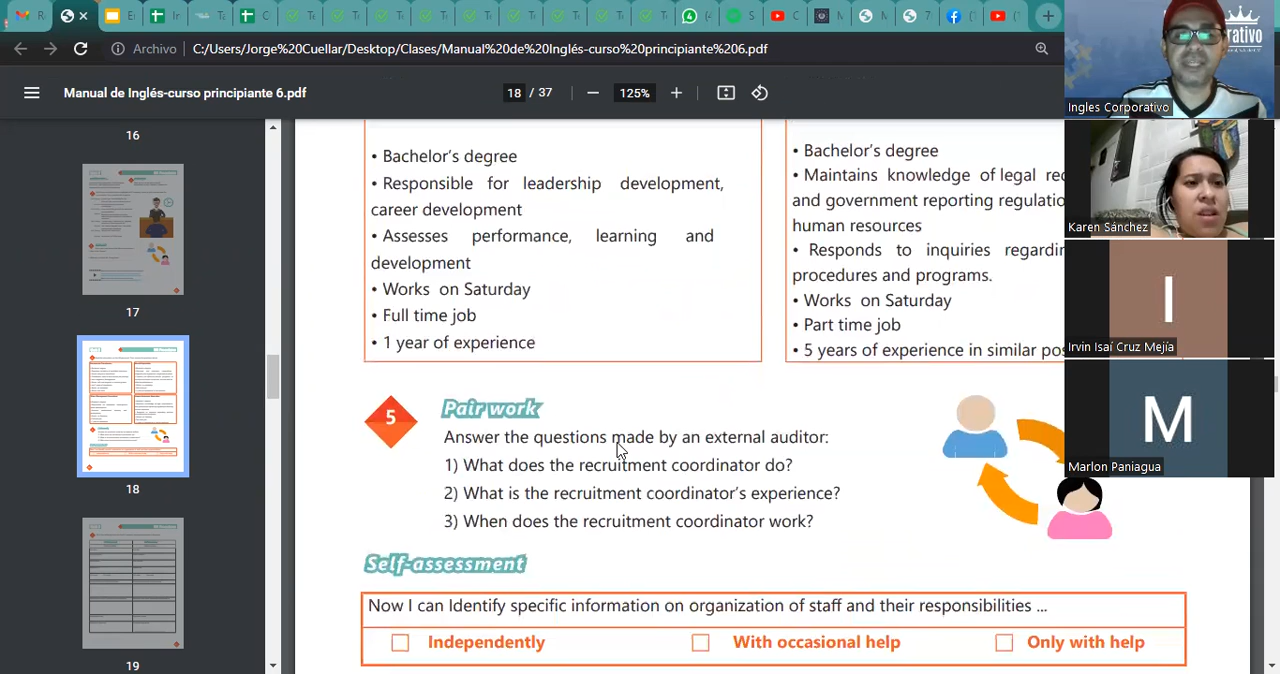 Archivo
C:/Users/Jorge%20Cuellar/Desktop/Clases/Manual%20de%20Inglés-curso%20principiante%206.pdf
Manual de Inglés-curso principiante 6.pdf
18 / 37
125%
16
17
18
19
• Bachelor's degree
• Responsible for leadership development,
career development
• Assesses performance, learning and
development
• Works on Saturday
• Full time job
• 1 year of experience
• Bachelor's degree
• Maintains knowledge of legal
and government reporting
human resources
• Responds to inquiries
procedures and programs.
• Works on Saturday
• Part time job
• 5 years of experience in similar
5
Pair work
Answer the questions made by an external auditor:
1) What does the recruitment coordinator do?
2) What is the recruitment coordinator's experience?
3) When does the recruitment coordinator work?
Self-assessment
Now I can Identify specific information on organization of staff and their responsibilities ...
Independently
With occasional help
Only with help
Ingles Corporativo
Karen Sánchez
I
Irvin Isaí Cruz Mejía
M
Marlon Paniagua